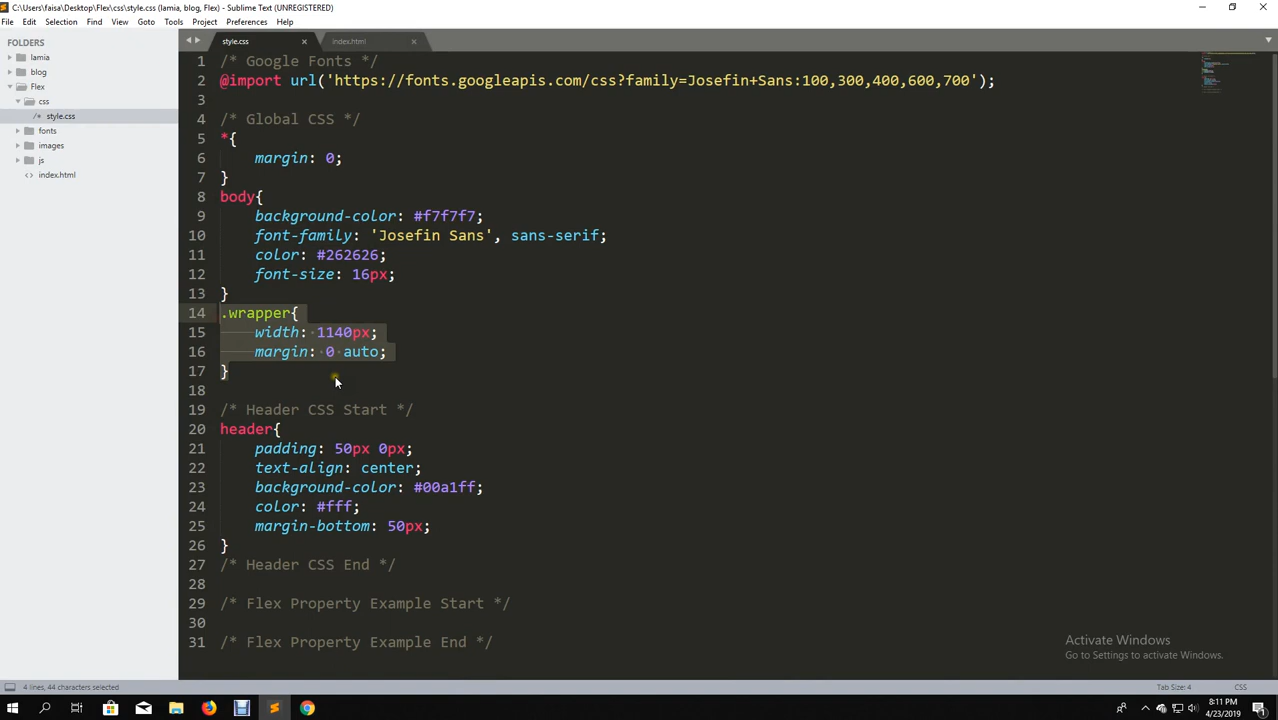 C:\Users\faisa\Desktop\Flex\css\style.css (lamia, blog, Flex) - Sublime Text (UNREGISTERED)
File Edit Selection Find View Goto Tools Project Preferences Help
FOLDERS
lamia
blog
Flex
css
/* style.css
fonts
images
js
<> index.html
style.css × index.html ×
1 /* Google Fonts */
2 @import url('https://fonts.googleapis.com/css?family=Josefin+Sans:100,300,400,600,700');
3
4 /* Global CSS */
5 *{
6 margin: 0;
7 }
8 body{
9 background-color: #f7f7f7;
10 font-family: 'Josefin Sans', sans-serif;
11 color: #262626;
12 font-size: 16px;
13 }
14 .wrapper{
15 width: 1140px;
16 margin: 0 auto;
17 }
18
19 /* Header CSS Start */
20 header{
21 padding: 50px 0px;
22 text-align: center;
23 background-color: #00a1ff;
24 color: #fff;
25 margin-bottom: 50px;
26 }
27 /* Header CSS End */
28
29 /* Flex Property Example Start */
30
31 /* Flex Property Example End */
Activate Windows
Go to Settings to activate Windows.
4 lines, 44 characters selected
Tab Size: 4 CSS
8:11 PM
4/23/2019